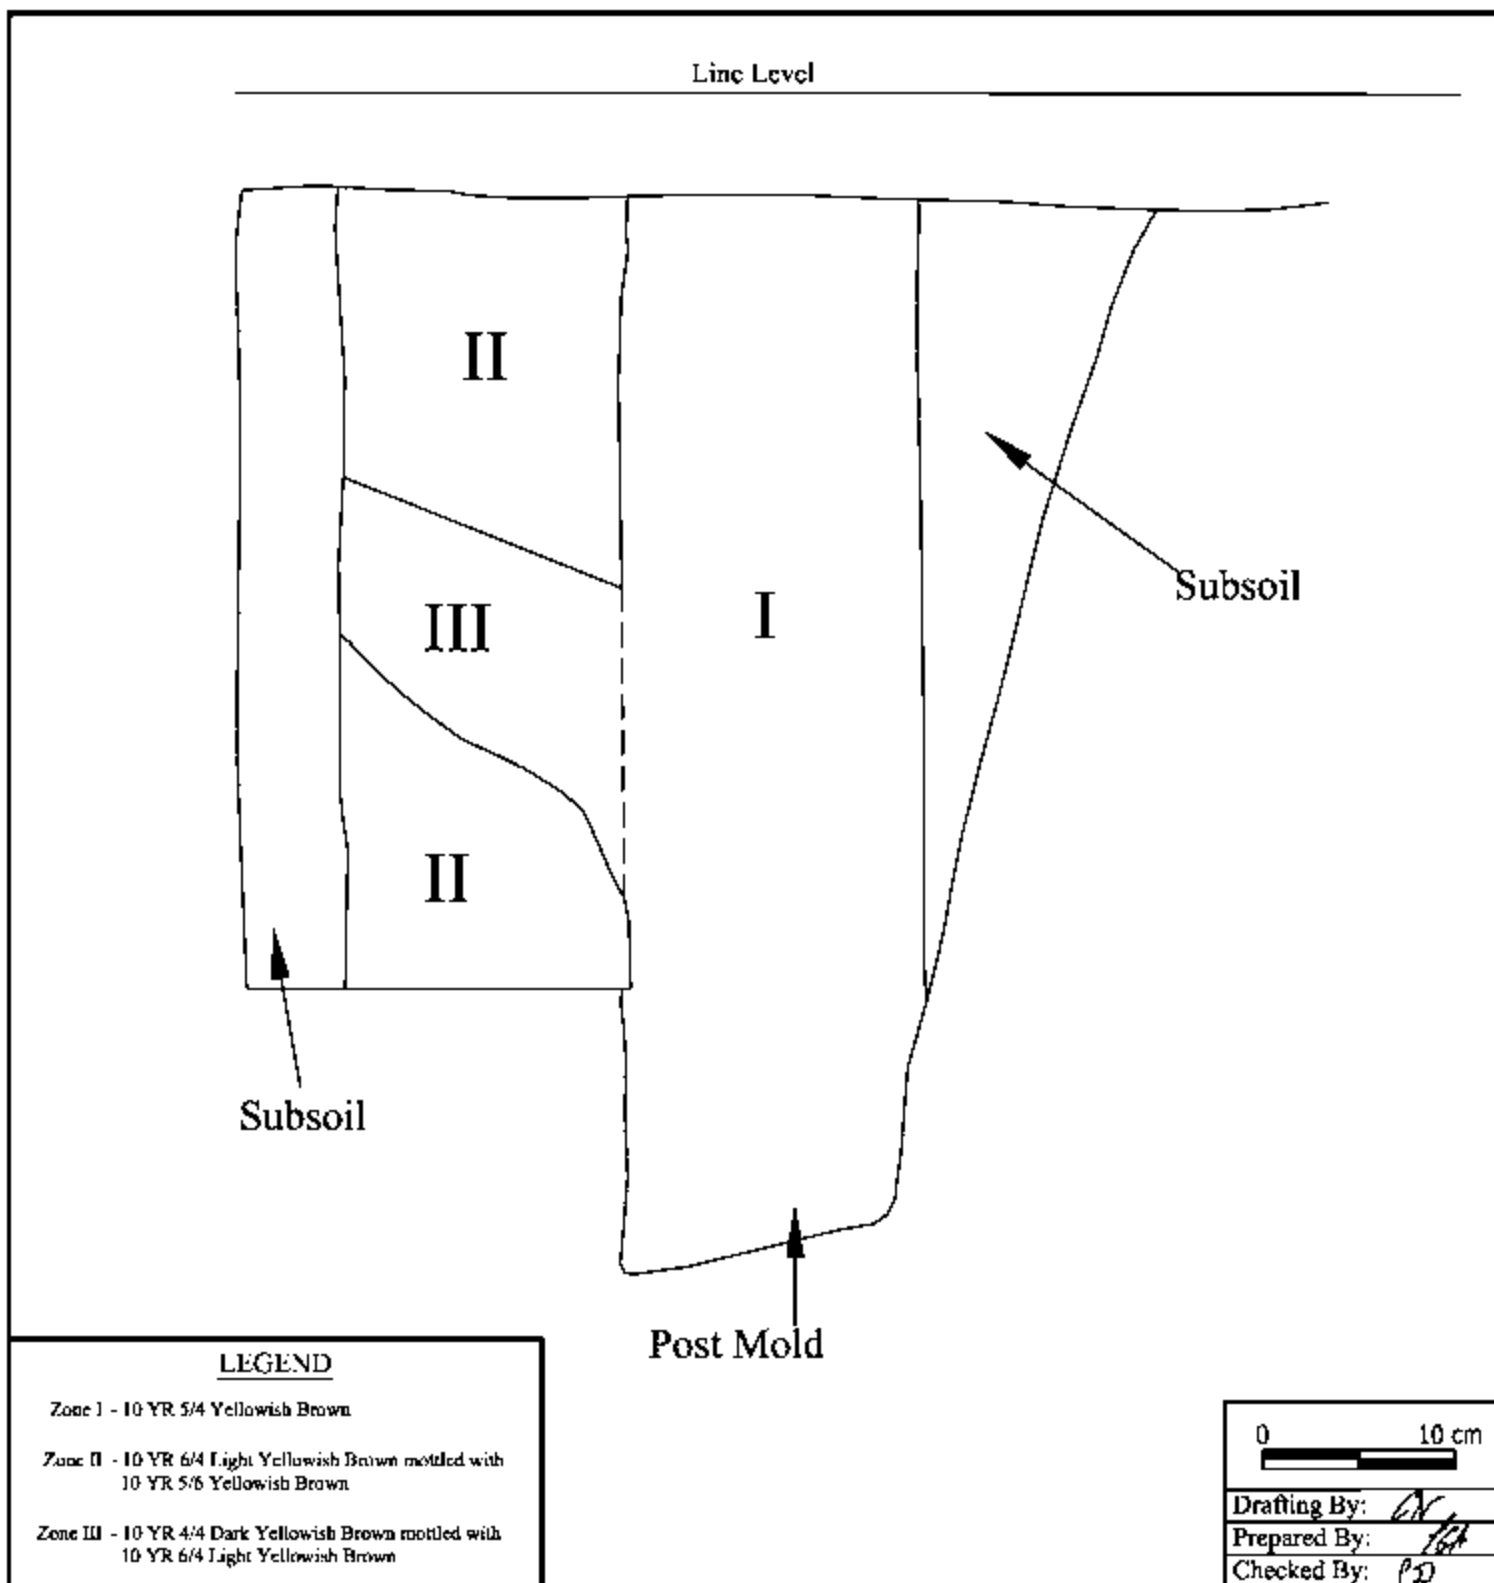 Line Level
II
III
I
Subsoil
II
Subsoil
Post Mold
LEGEND
Zone I - 10 YR 5/4 Yellowish Brown
Zone II - 10 YR 6/4 Light Yellowish Brown mottled with
10 YR 5/6 Yellowish Brown
Zone III - 10 YR 4/4 Dark Yellowish Brown mottled with
10 YR 6/4 Light Yellowish Brown
0 10 cm
Drafting By:
Prepared By:
Checked By: